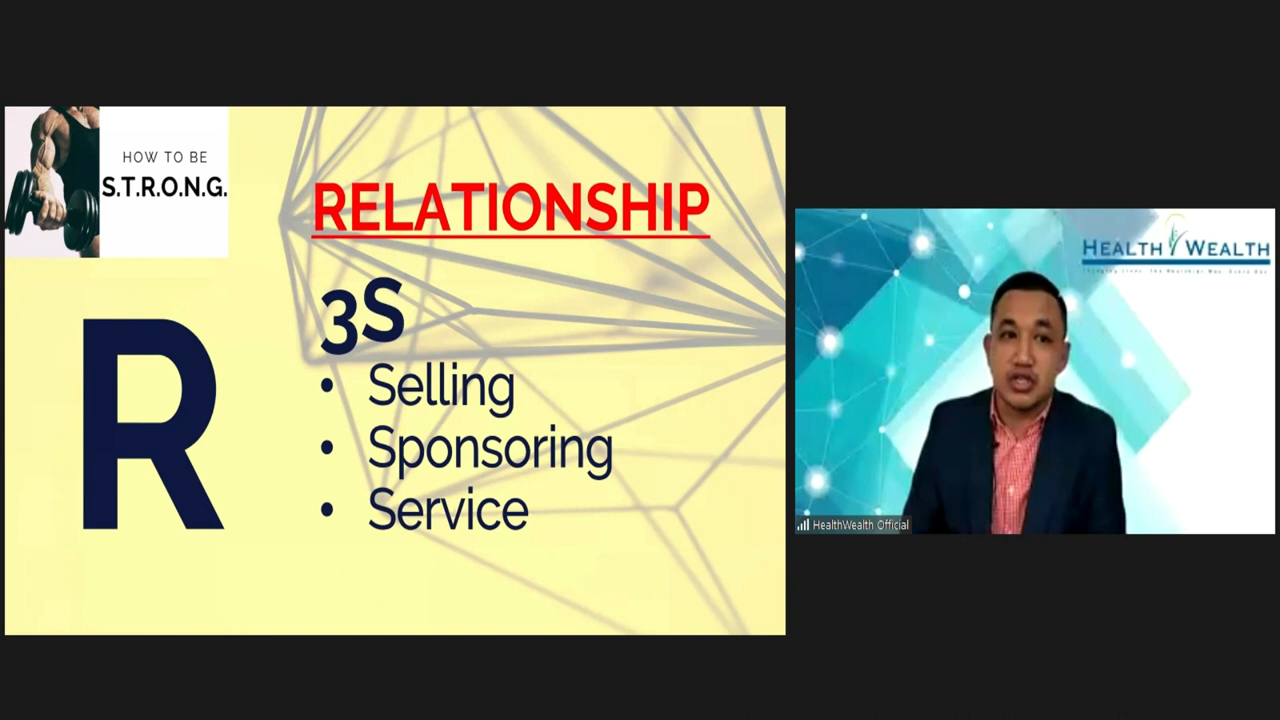 HOW TO BE
S.T.R.O.N.G.
RELATIONSHIP
R
3S
• Selling
• Sponsoring
• Service
HEALTH WEALTH
HealthWealth Official